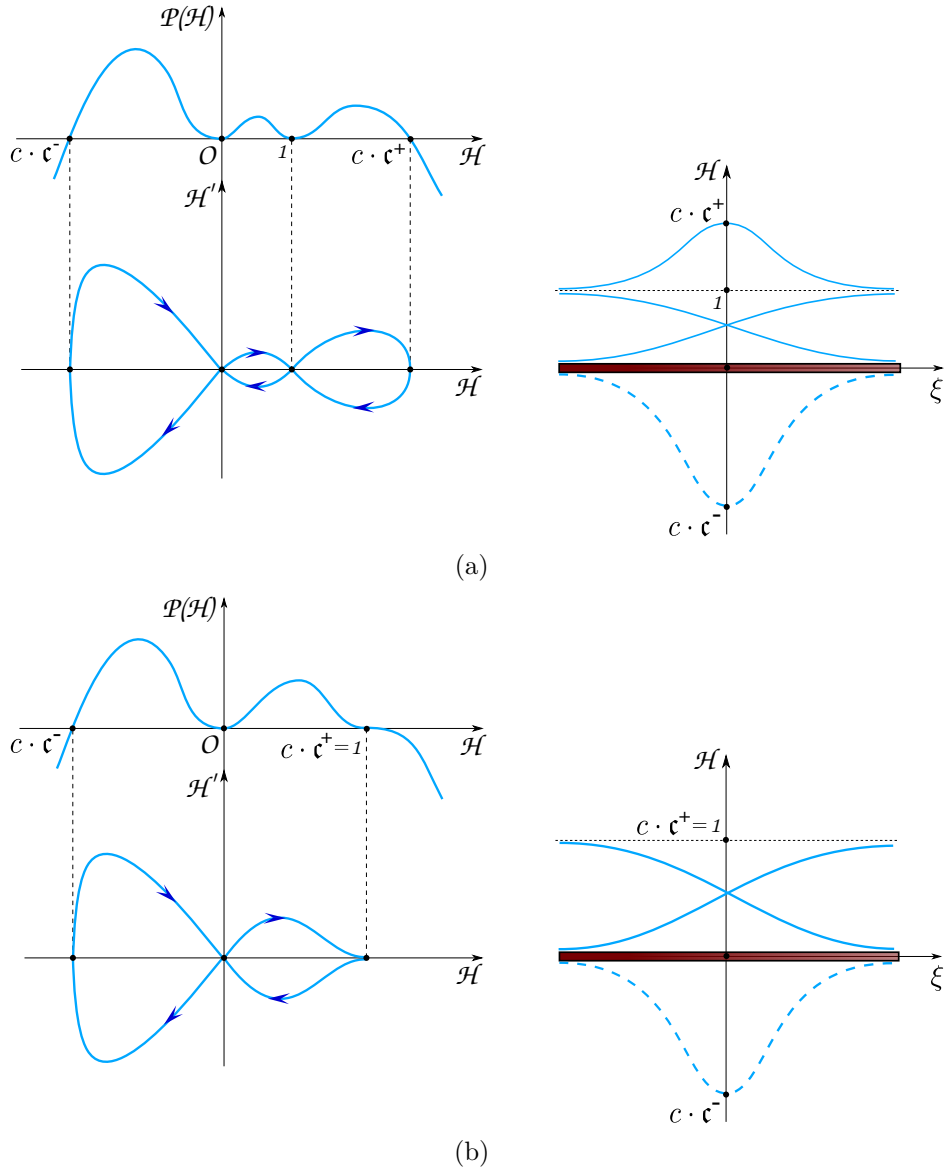 𝒫(ℋ)
c · 𝔠⁻
O
1
c · 𝔠⁺
ℋ
ℋ′
ℋ
ℋ
c · 𝔠⁺
1
ξ
c · 𝔠⁻
(a)
𝒫(ℋ)
c · 𝔠⁻
O
c · 𝔠⁺=1
ℋ
ℋ′
ℋ
ℋ
c · 𝔠⁺=1
ξ
c · 𝔠⁻
(b)